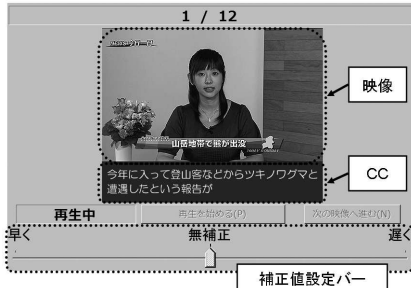 1 / 12
山岳地帯で熊が出没
映像
今年に入って登山客などからツキノワグマと
遭遇したという報告が
CC
再生中
再生を始める(P)
次の映像へ進む(N)
早く
無補正
遅く
補正値設定バー